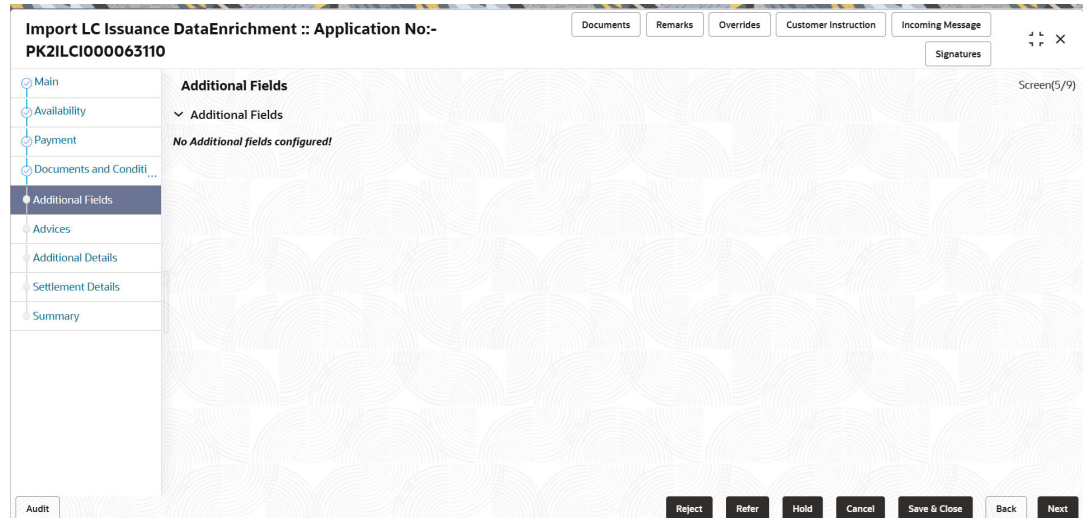 Import LC Issuance DataEnrichment :: Application No:-
PK2ILCI000063110
Documents
Remarks
Overrides
Customer Instruction
Incoming Message
Signatures
Main
Availability
Payment
Documents and Conditi...
Additional Fields
Advices
Additional Details
Settlement Details
Summary
Additional Fields
Screen(5/9)
Additional Fields
No Additional fields configured!
Audit
Reject
Refer
Hold
Cancel
Save & Close
Back
Next